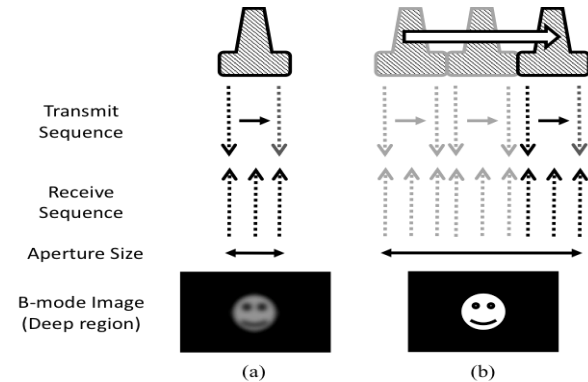 Transmit
Sequence
Receive
Sequence
Aperture Size
B-mode Image
(Deep region)
(a)
(b)